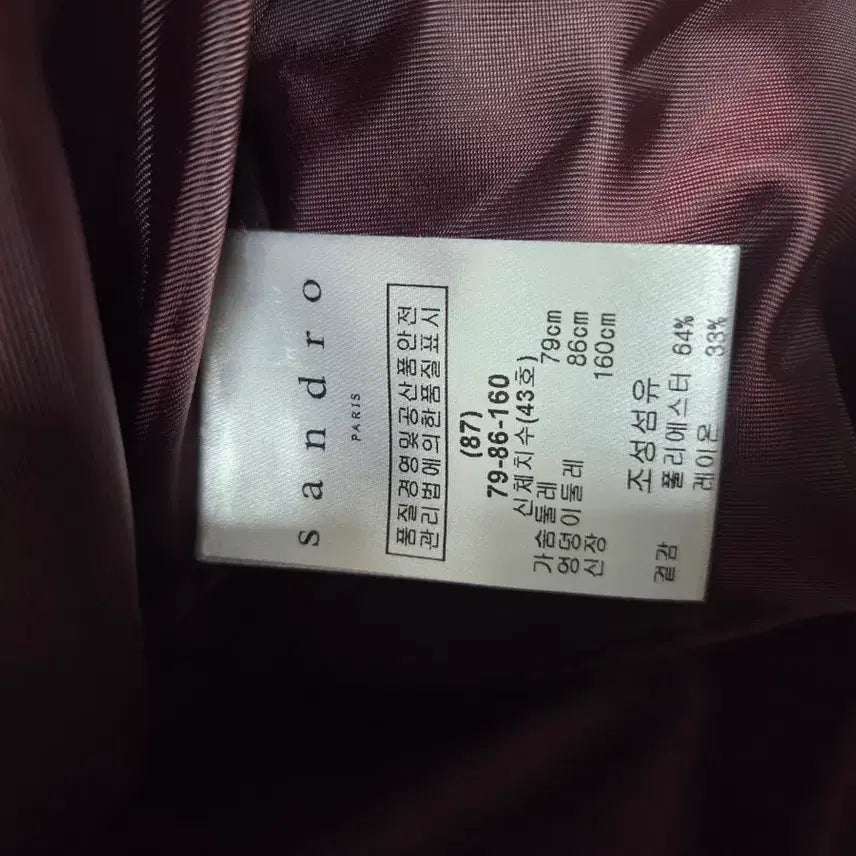 sandro
PARIS
품질경영및공산품안전
관리법에의한품질표시
(87)
79-86-160
신체치수(43호)
가슴둘레 79cm
엉덩이둘레 86cm
신장 160cm
조성섬유
겉감 폴리에스터 64%
레이온 33%